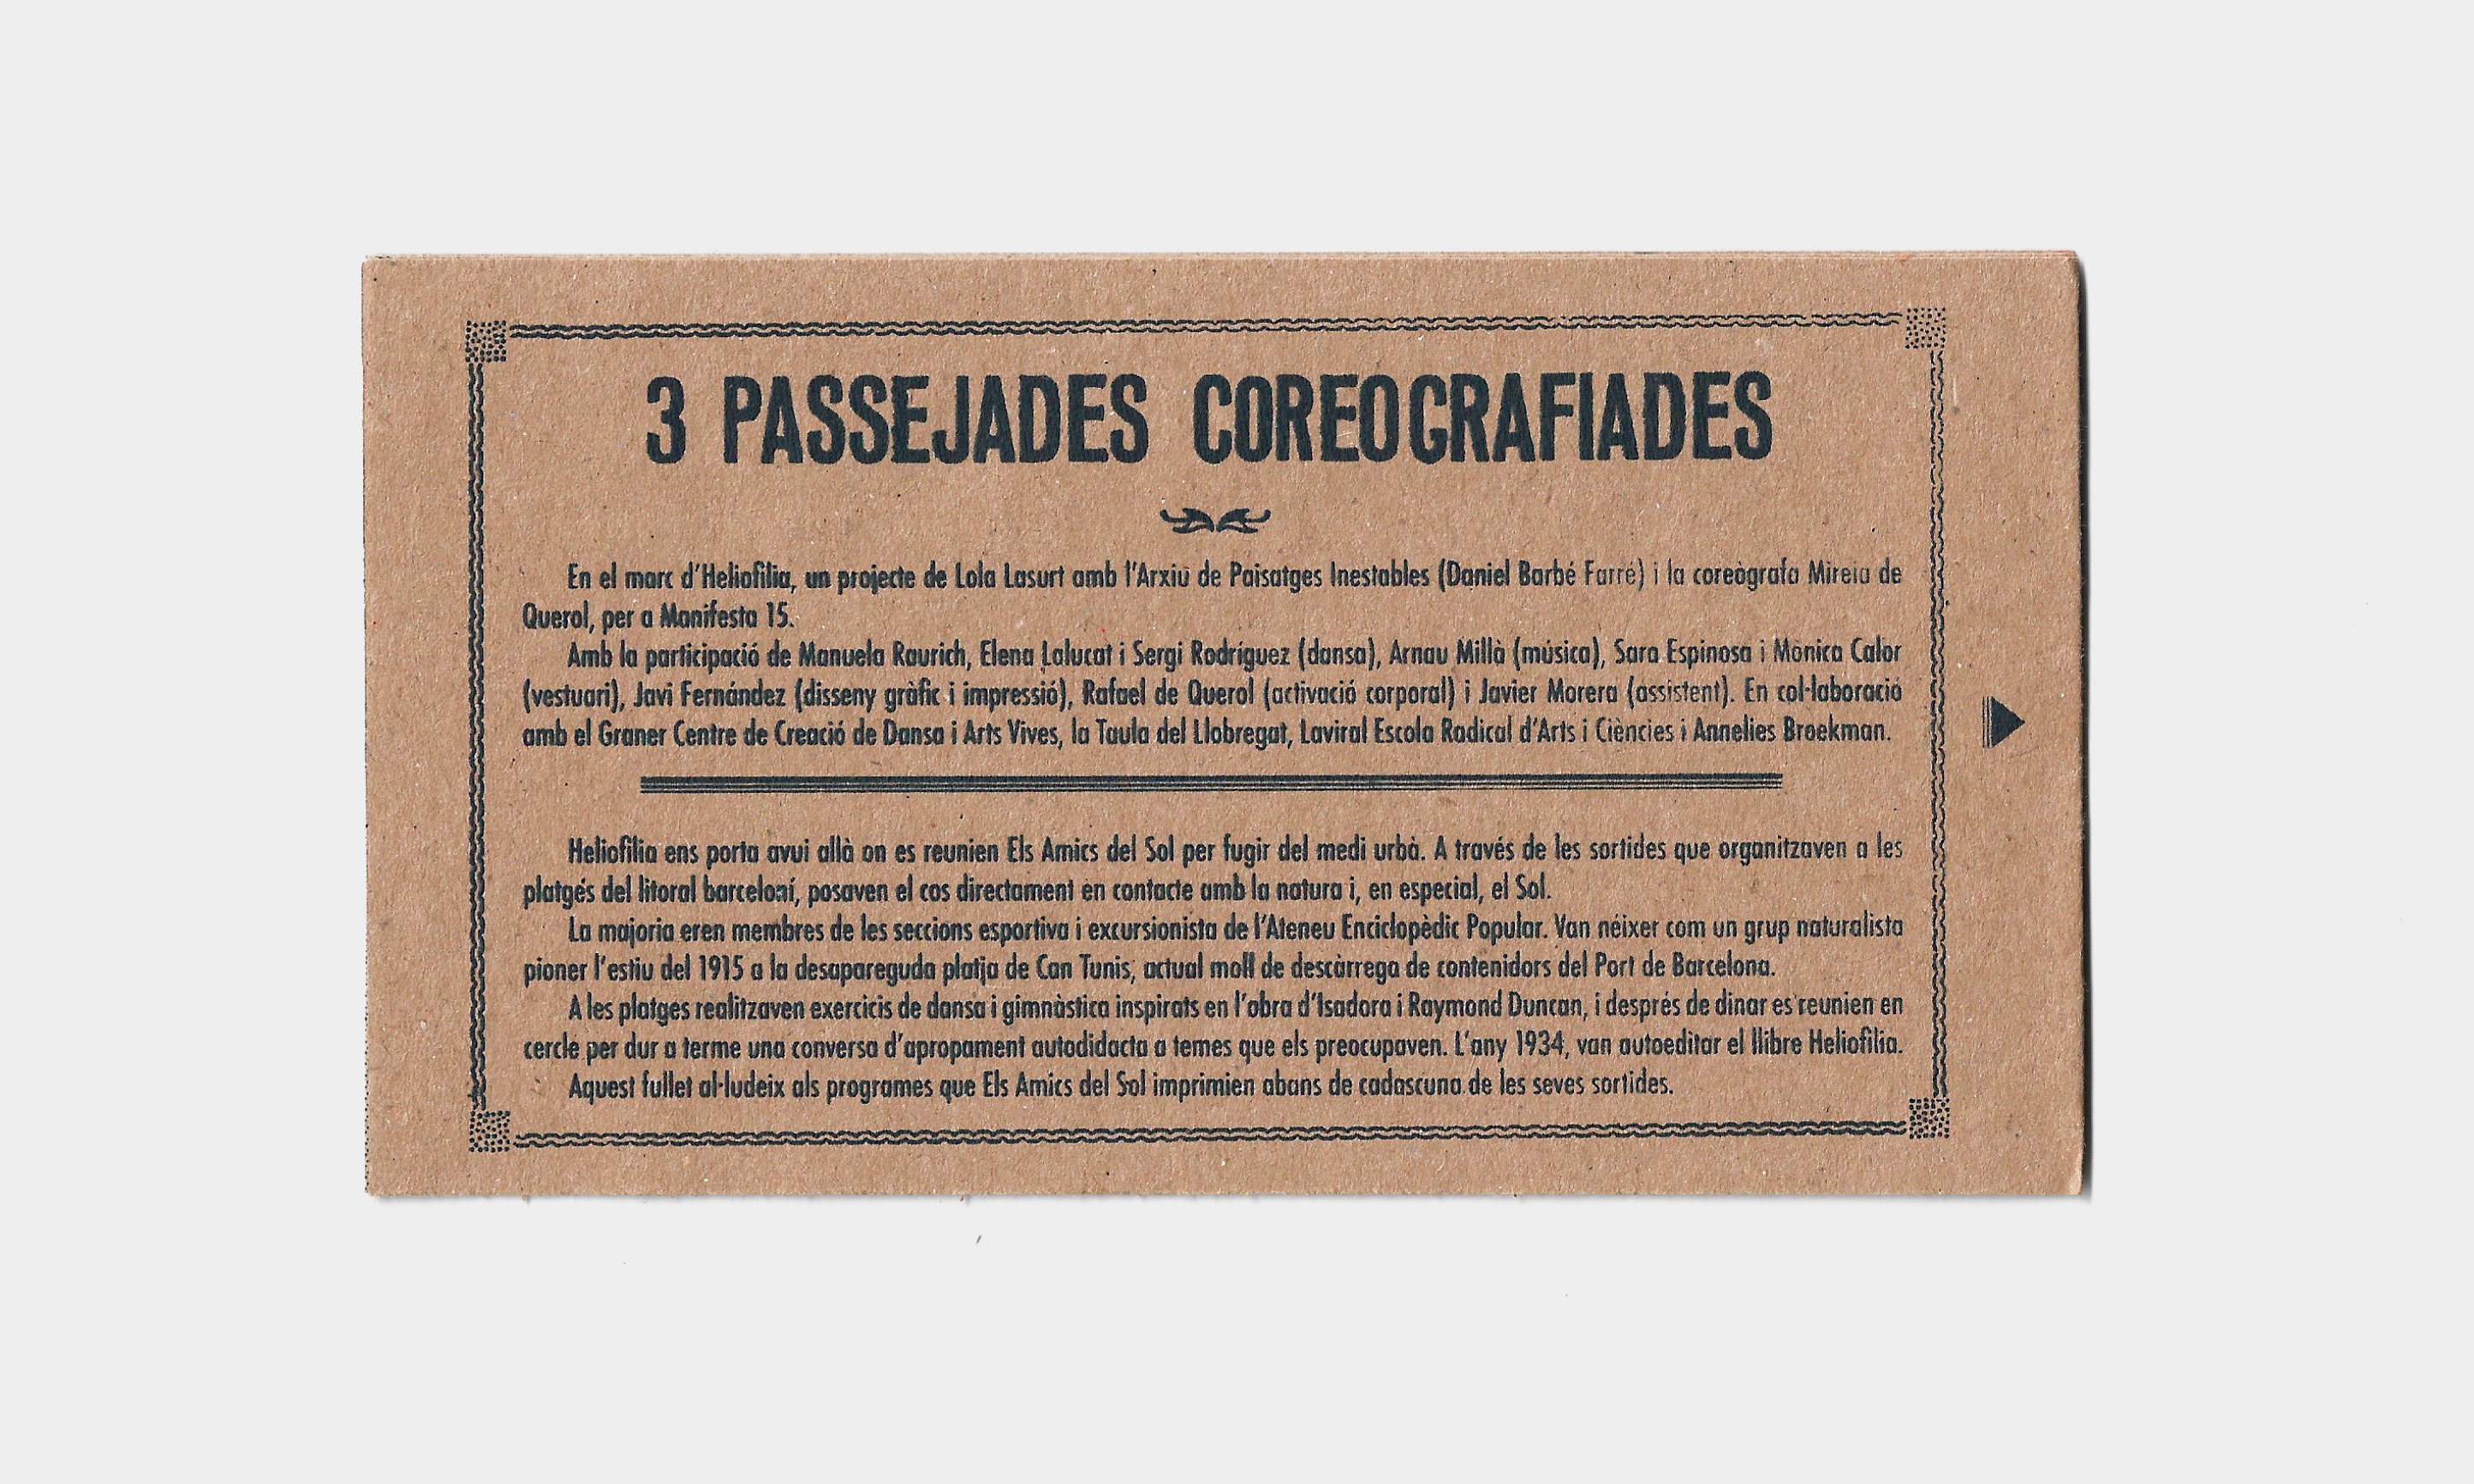 3 PASSEJADES COREOGRAFIADES
En el marc d'Heliofilia, un projecte de Lola Lasurt amb l'Arxiu de Paisatges Inestables (Daniel Barbé Farré) i la coreògrafa Mireia de
Querol, per a Manifesta 15.
Amb la participació de Manuela Raurich, Elena Lalucat i Sergi Rodríguez (dansa), Arnau Millà (música), Sara Espinosa i Mònica Calor
(vestuari), Javi Fernández (disseny gràfic i impressió), Rafael de Querol (activació corporal) i Javier Morera (assistent). En col·laboració
amb el Graner Centre de Creació de Dansa i Arts Vives, la Taula del Llobregat, Laviral Escola Radical d'Arts i Ciències i Annelies Broekman.
Heliofilia ens porta avui allà on es reunien Els Amics del Sol per fugir del medi urbà. A través de les sortides que organitzaven a les
platgés del litoral barceloní, posaven el cos directament en contacte amb la natura i, en especial, el Sol.
La majoria eren membres de les seccions esportiva i excursionista de l'Ateneu Enciclopèdic Popular. Van néixer com un grup naturalista
pioner l'estiu del 1915 a la desapareguda platja de Can Tunis, actual moll de descàrrega de contenidors del Port de Barcelona.
A les platges realitzaven exercicis de dansa i gimnàstica inspirats en l'obra d'Isadora i Raymond Duncan, i després de dinar es reunien en
cercle per dur a terme una conversa d'apropament autodidacta a temes que els preocupaven. L'any 1934, van autoeditar el llibre Heliofilia.
Aquest fullet al·ludeix als programes que Els Amics del Sol imprimien abans de cadascuna de les seves sortides.